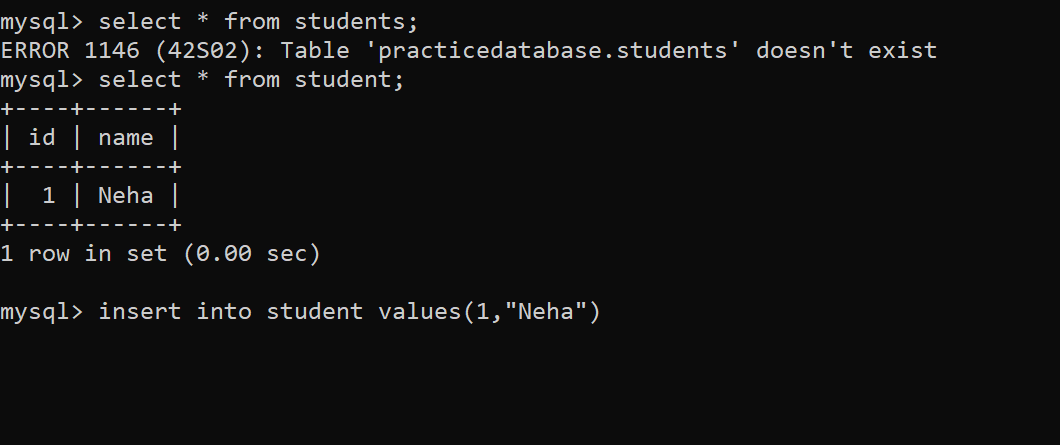 mysql> select * from students;
ERROR 1146 (42S02): Table 'practicedatabase.students' doesn't exist
mysql> select * from student;
+----+------+
| id | name |
+----+------+
|  1 | Neha |
+----+------+
1 row in set (0.00 sec)

mysql> insert into student values(1,"Neha")